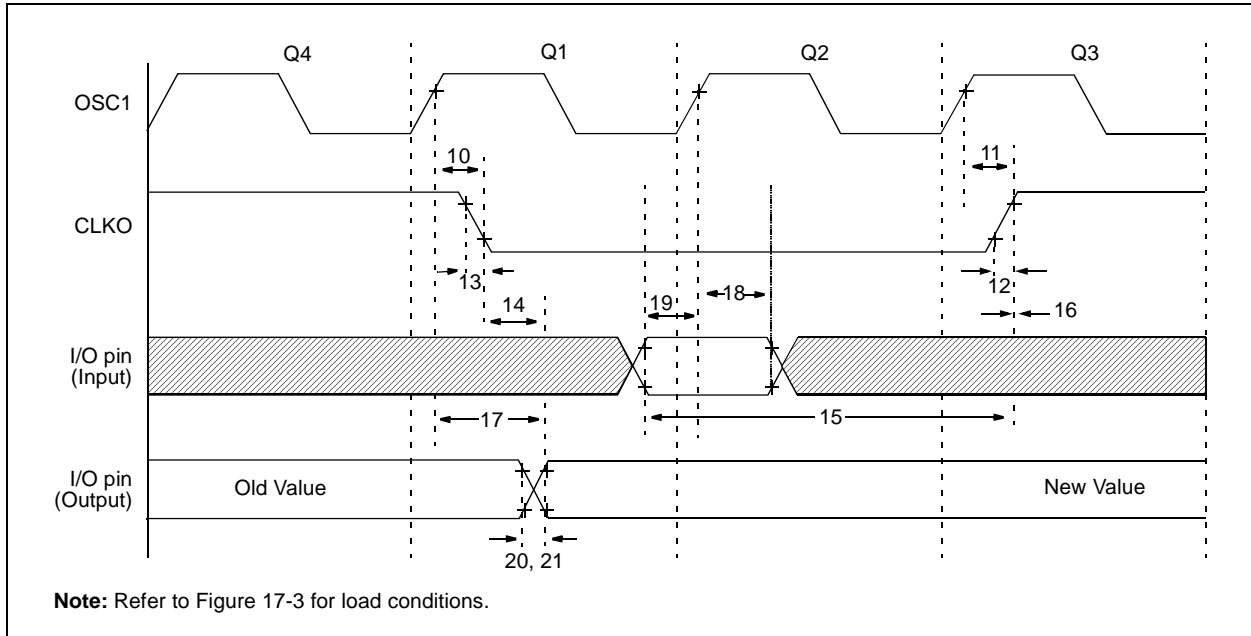 Q4 Q1 Q2 Q3
OSC1
10 11
CLKO
13 12
14 19 18 16
I/O pin
(Input)
17 15
I/O pin
(Output)
Old Value New Value
20, 21
Note: Refer to Figure 17-3 for load conditions.